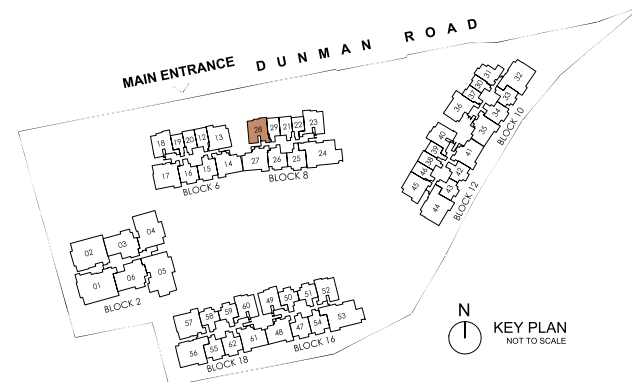 DUNMAN ROAD
MAIN ENTRANCE
18 19 20 12 13
17 16 15 14
BLOCK 6
28 29 21 22 23
27 26 25 24
BLOCK 8
31
30
37
32
36
33
34
35
BLOCK 10
40
39
38
46
45
41
42
43
44
BLOCK 12
02 03 04
01 06 05
BLOCK 2
57 58 59 60
56 55 62 61
BLOCK 18
49 50 51 52
48 47 54 53
BLOCK 16
N
KEY PLAN
NOT TO SCALE